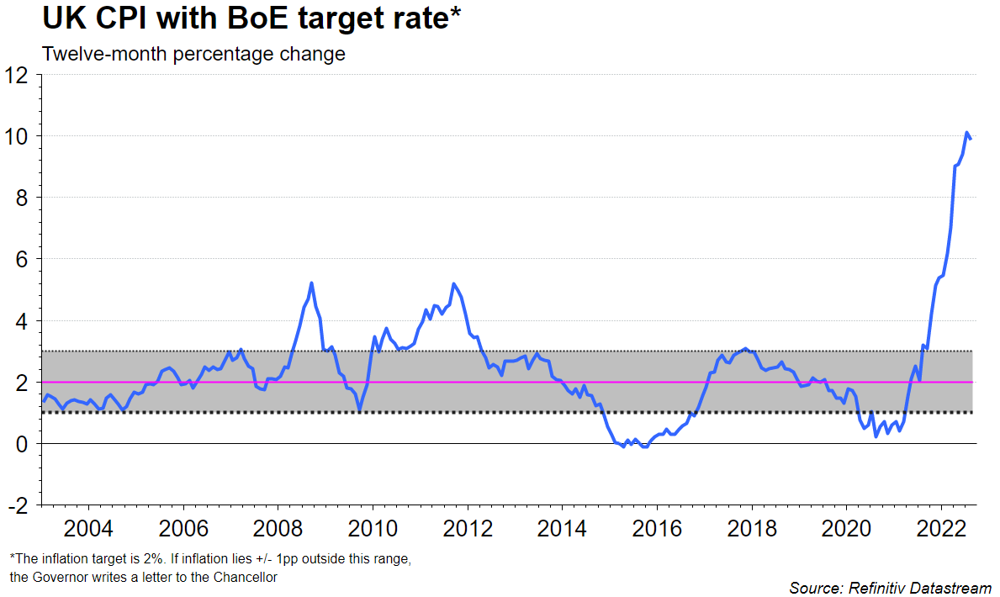 UK CPI with BoE target rate*
Twelve-month percentage change
12
10
8
6
4
2
0
-2
2004 2006 2008 2010 2012 2014 2016 2018 2020 2022
*The inflation target is 2%. If inflation lies +/- 1pp outside this range,
the Governor writes a letter to the Chancellor
Source: Refinitiv Datastream